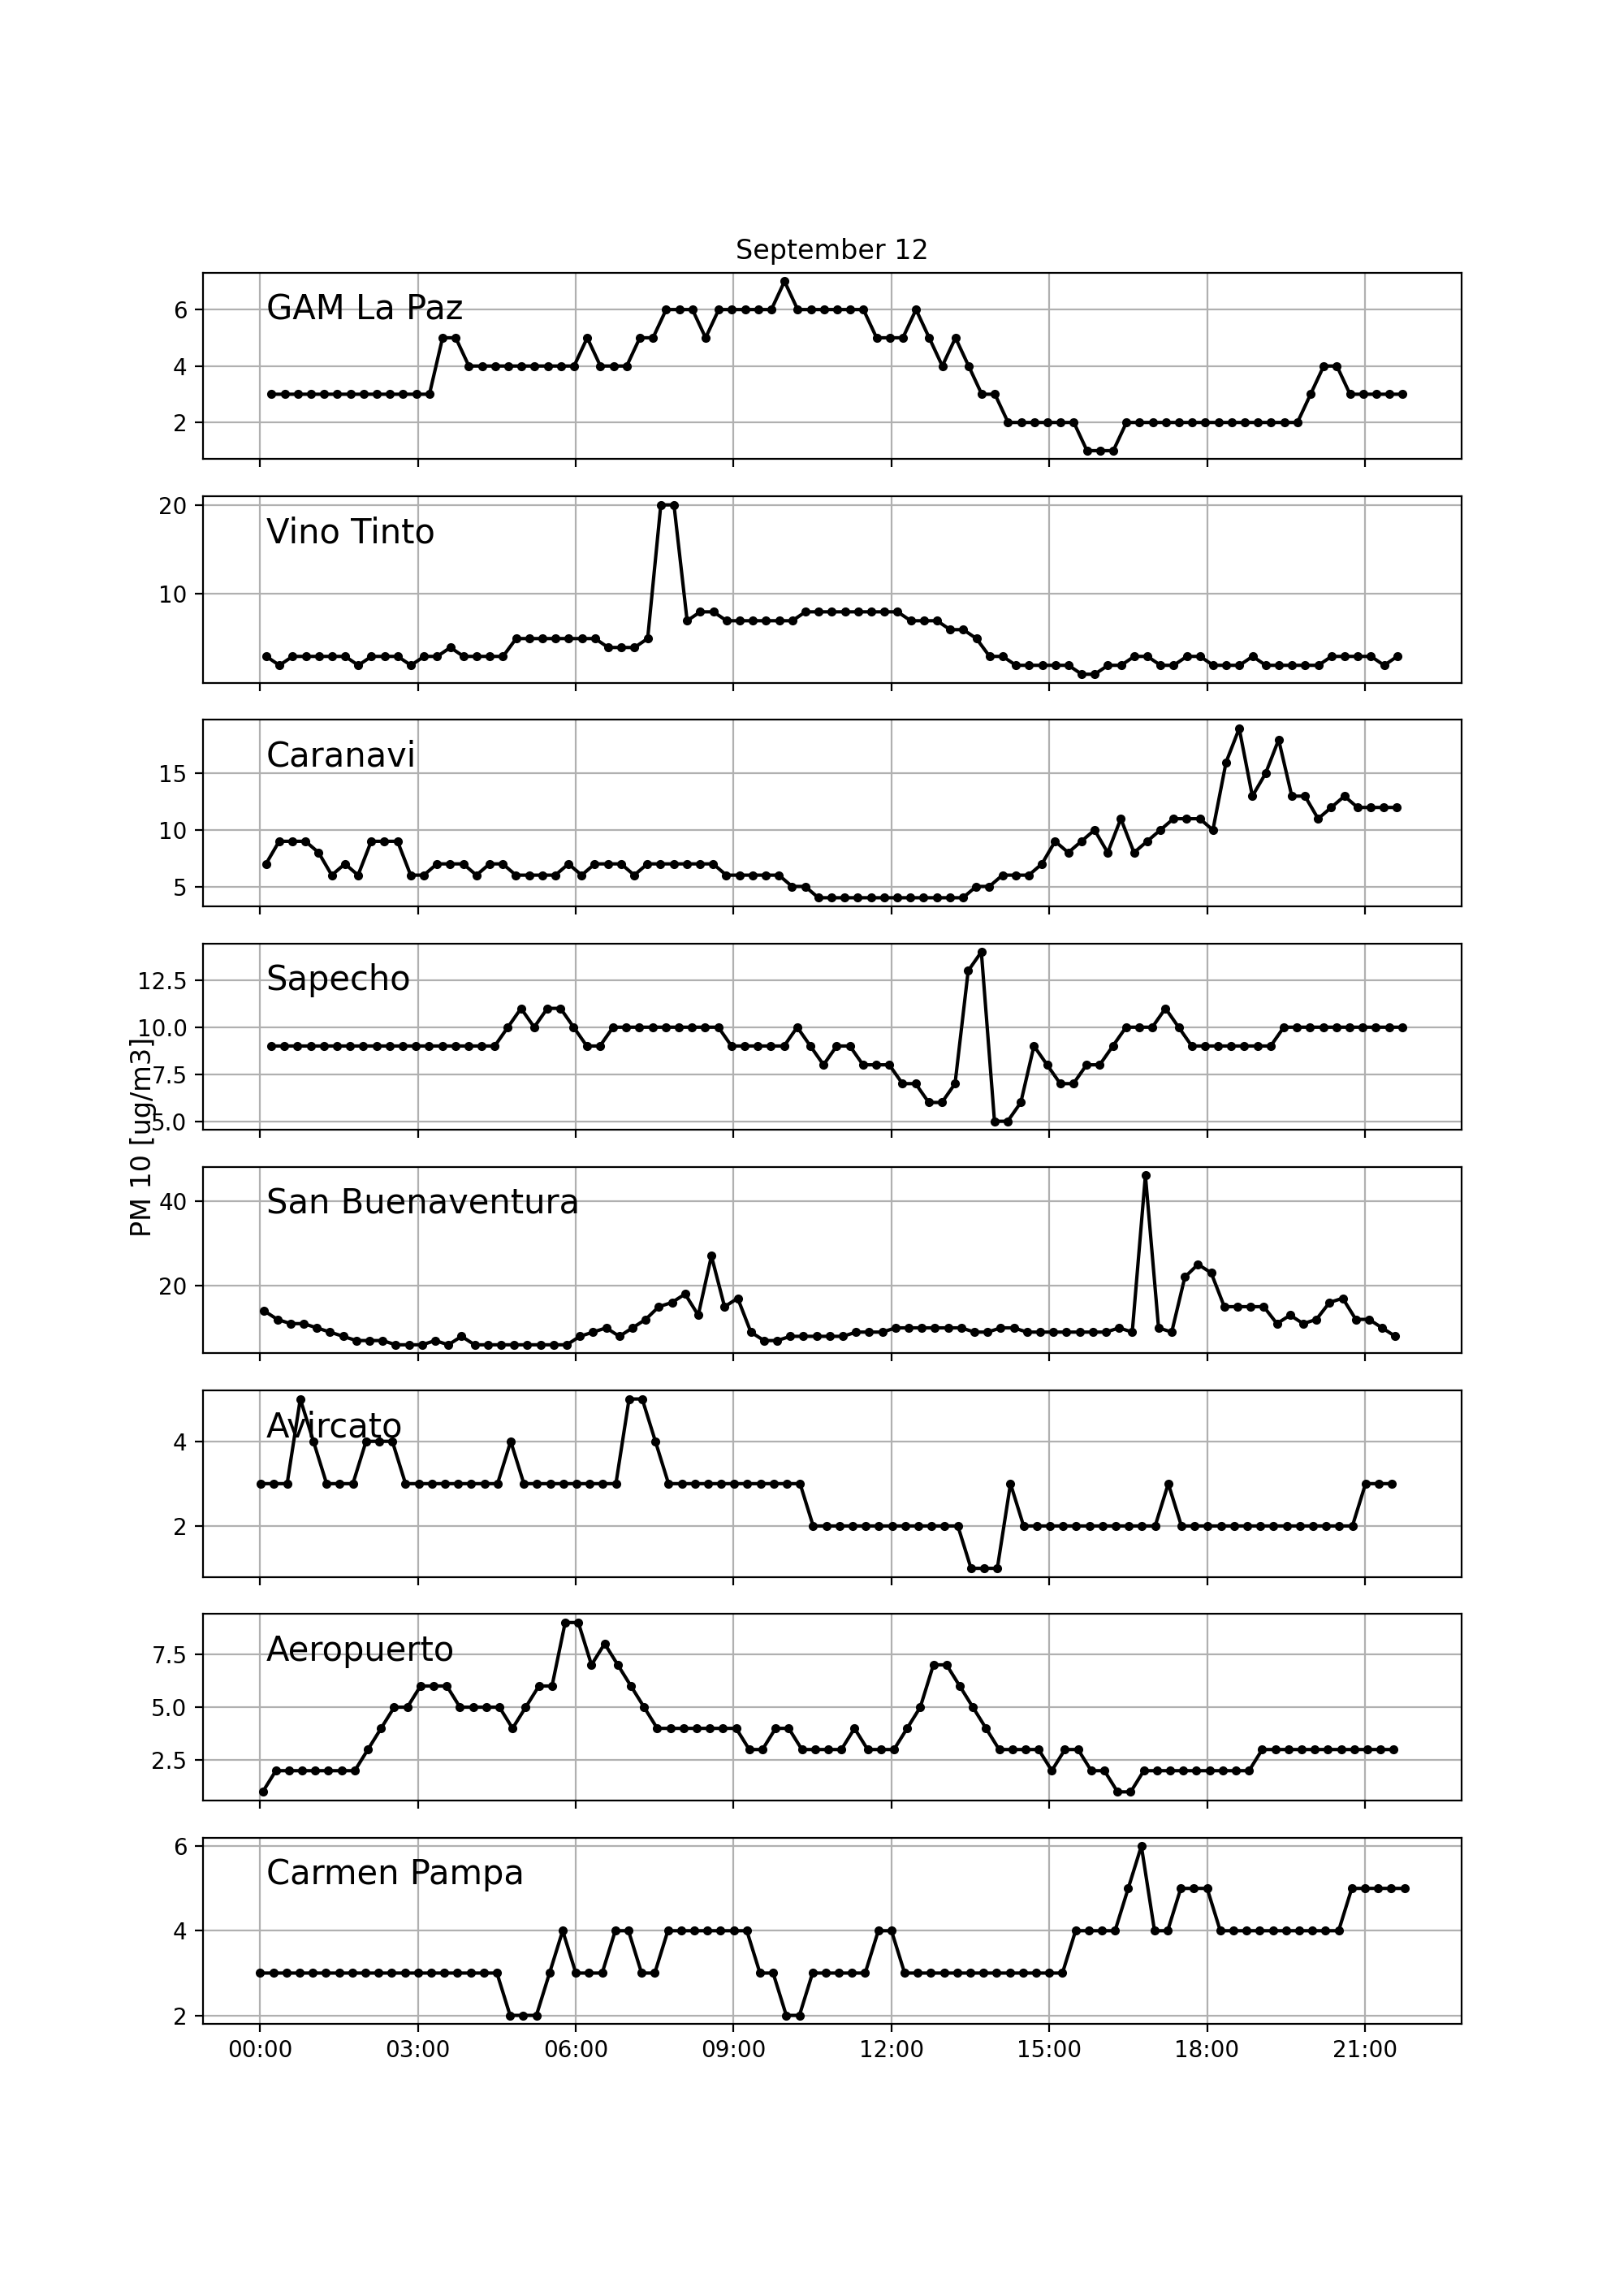 September 12
GAM La Paz
6
4
2
Vino Tinto
20
10
Caranavi
15
10
5
Sapecho
12.5
10.0
7.5
5.0
PM 10 [ug/m3]
San Buenaventura
40
20
Avircato
4
2
Aeropuerto
7.5
5.0
2.5
Carmen Pampa
6
4
2
00:00 03:00 06:00 09:00 12:00 15:00 18:00 21:00